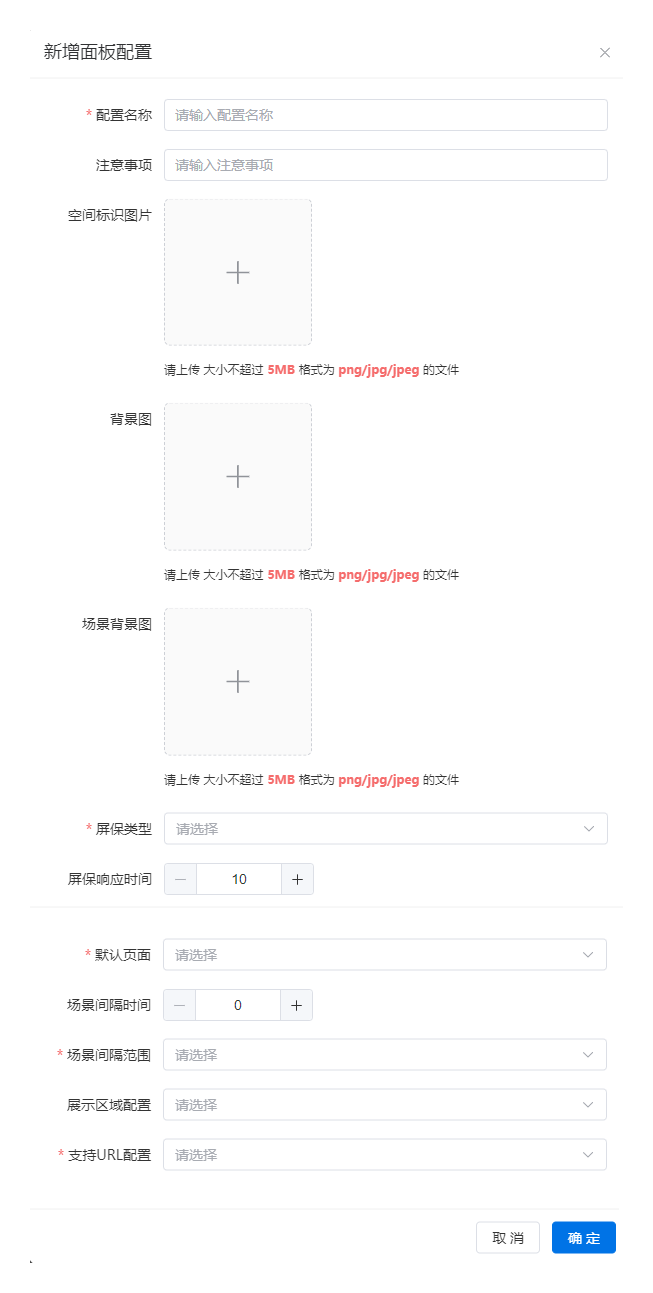 新增面板配置
* 配置名称 请输入配置名称
注意事项 请输入注意事项
空间标识图片
请上传 大小不超过 5MB 格式为 png/jpg/jpeg 的文件
背景图
请上传 大小不超过 5MB 格式为 png/jpg/jpeg 的文件
场景背景图
请上传 大小不超过 5MB 格式为 png/jpg/jpeg 的文件
* 屏保类型 请选择
屏保响应时间 10
* 默认页面 请选择
场景间隔时间 0
* 场景间隔范围 请选择
展示区域配置 请选择
* 支持URL配置 请选择
取消 确定